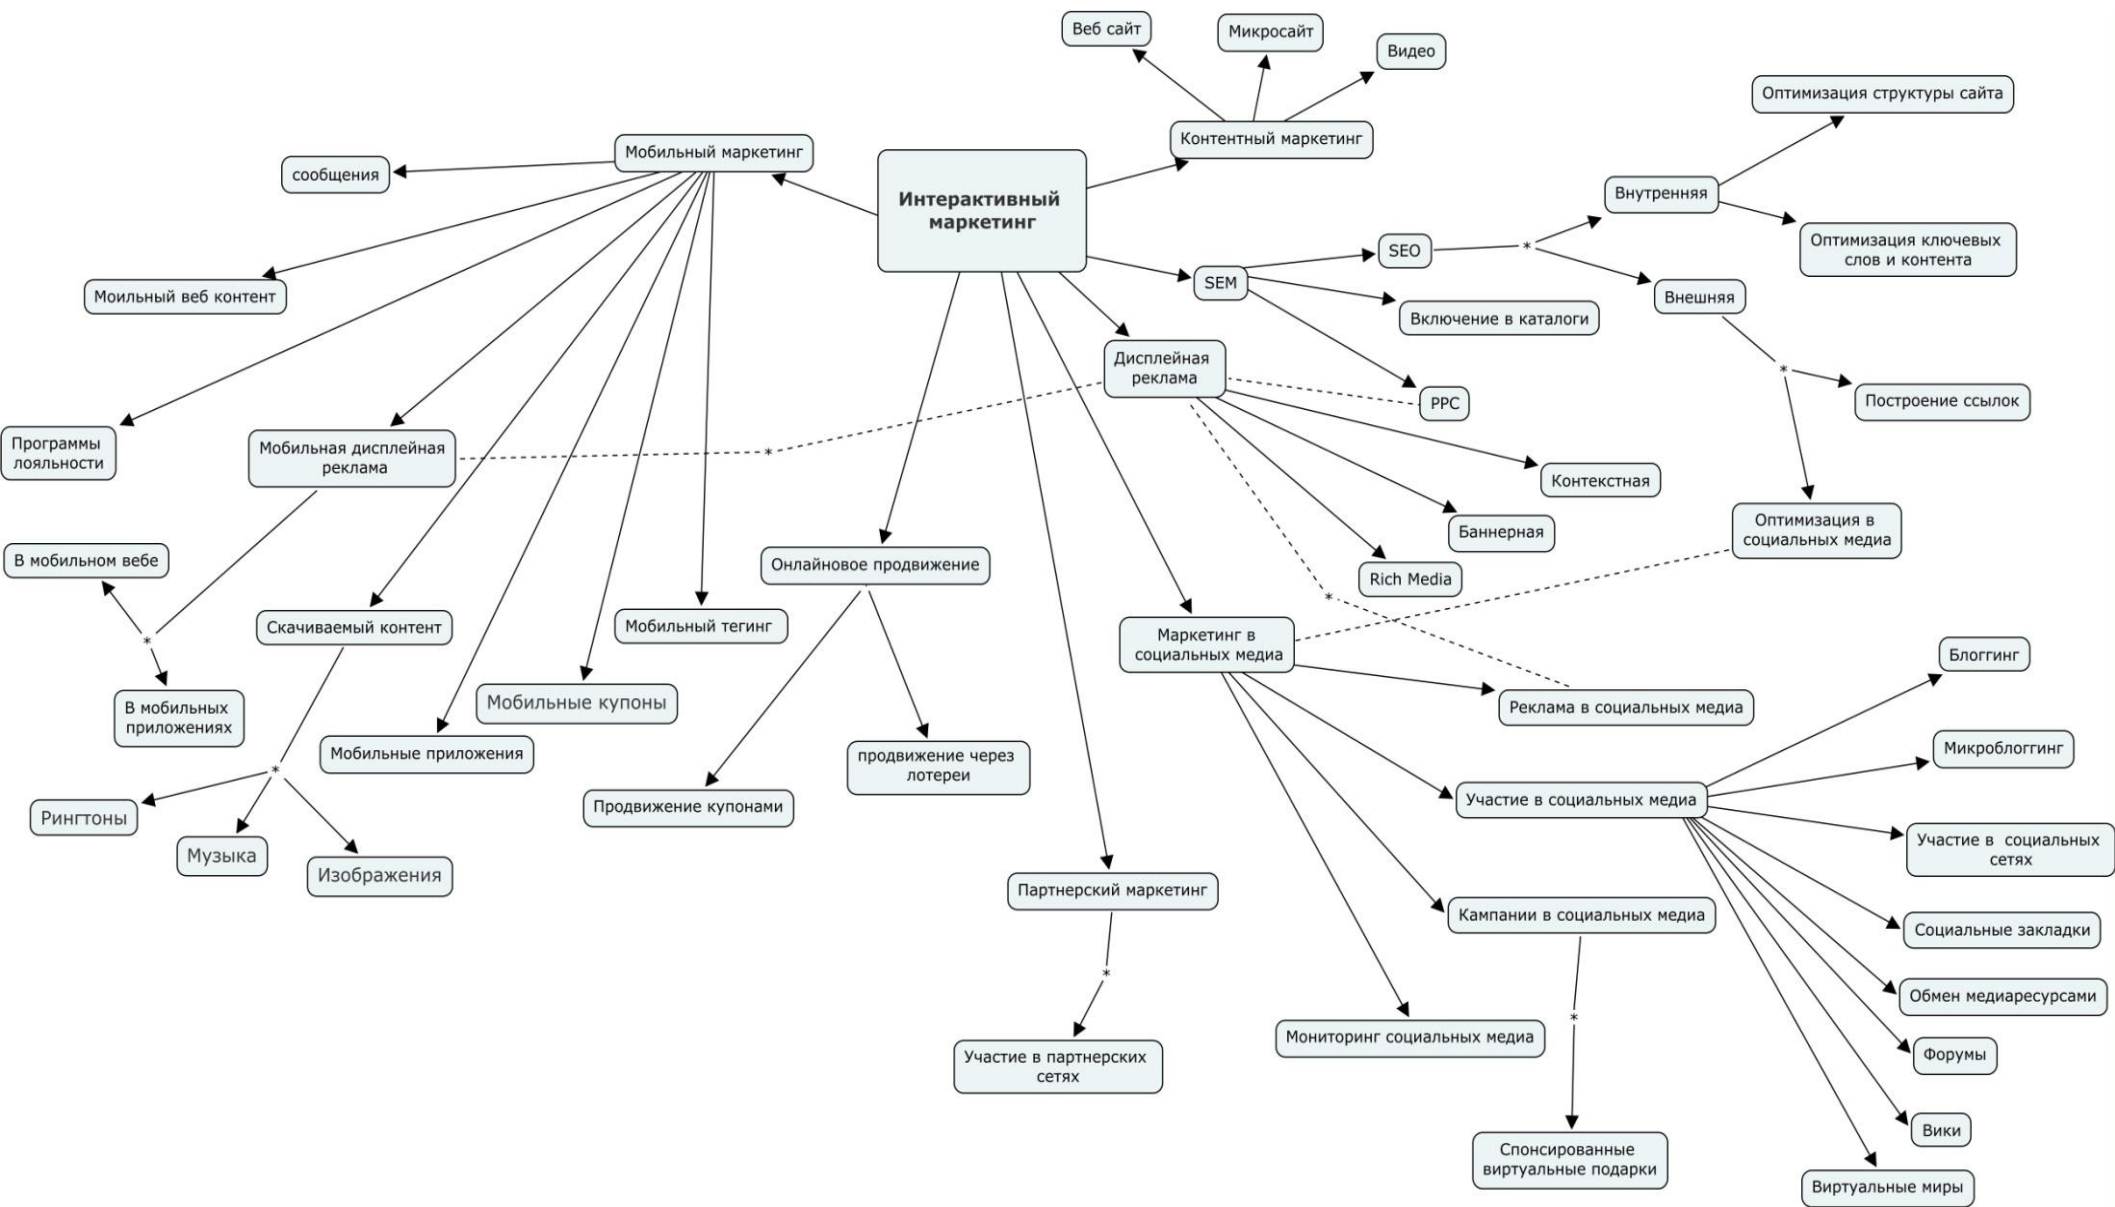 Веб сайт
Микросайт
Видео
Контентный маркетинг
Оптимизация структуры сайта
Мобильный маркетинг
сообщения
Интерактивный
маркетинг
Внутренняя
Оптимизация ключевых
слов и контента
SEO
*
SEM
Внешняя
Моильный веб контент
Включение в каталоги
Дисплейная
реклама
*
PPC
Построение ссылок
Программы
лояльности
Мобильная дисплейная
реклама
*
Контекстная
Баннерная
Оптимизация в
социальных медиа
В мобильном вебе
Онлайновое продвижение
Rich Media
*
*
Скачиваемый контент
Мобильный тегинг
Маркетинг в
социальных медиа
Блоггинг
В мобильных
приложениях
Мобильные купоны
Реклама в социальных медиа
Мобильные приложения
продвижение через
лотереи
Микроблоггинг
*
Рингтоны
Продвижение купонами
Участие в социальных медиа
Музыка
Изображения
Участие в  социальных
сетях
Партнерский маркетинг
Кампании в социальных медиа
Социальные закладки
*
Обмен медиаресурсами
*
Мониторинг социальных медиа
Участие в партнерских
сетях
Форумы
Вики
Спонсированные
виртуальные подарки
Виртуальные миры